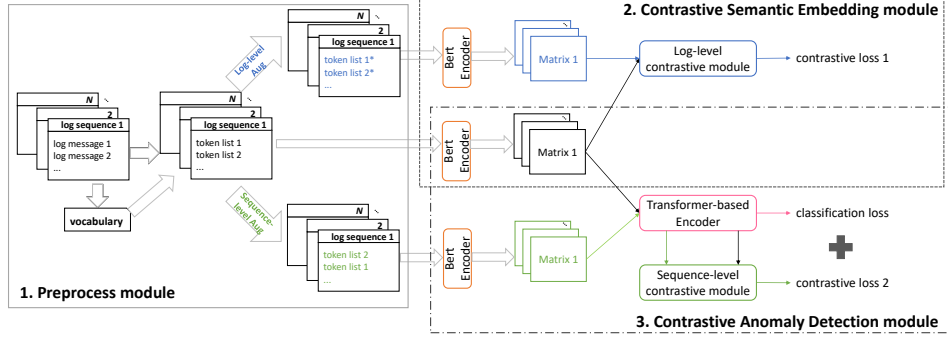 N
2
log sequence 1
log message 1
log message 2
...
vocabulary
N
2
log sequence 1
token list 1
token list 2
...
Log-level
Aug
Sequence-
level Aug
N
2
log sequence 1
token list 1*
token list 2*
...
N
2
log sequence 1
token list 2
token list 1
...
1. Preprocess module
2. Contrastive Semantic Embedding module
Bert
Encoder
Matrix 1
Log-level
contrastive module
contrastive loss 1
Bert
Encoder
Matrix 1
Bert
Encoder
Matrix 1
Transformer-based
Encoder
classification loss
Sequence-level
contrastive module
contrastive loss 2
3. Contrastive Anomaly Detection module